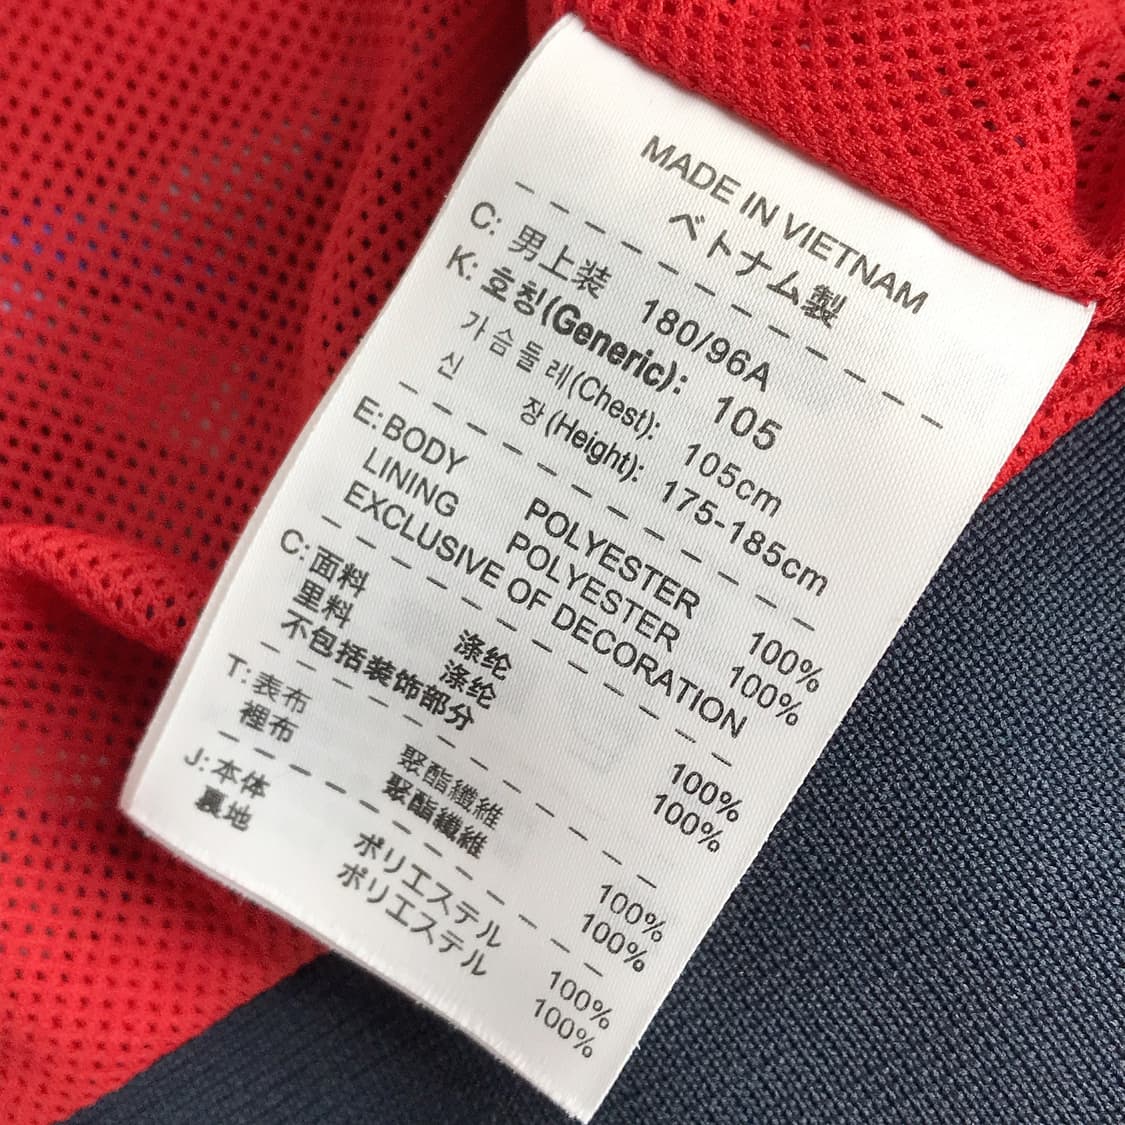 MADE IN VIETNAM
ベトナム製
C: 男上装 180/96A
K: 호칭(Generic): 105
가슴둘레(Chest): 105cm
신 장(Height): 175-185cm
E: BODY POLYESTER 100%
LINING POLYESTER 100%
EXCLUSIVE OF DECORATION
C: 面料 涤纶 100%
里料 涤纶 100%
不包括装饰部分
T: 表布 聚酯纖維 100%
裡布 聚酯纖維 100%
J: 本体 ポリエステル 100%
裏地 ポリエステル 100%